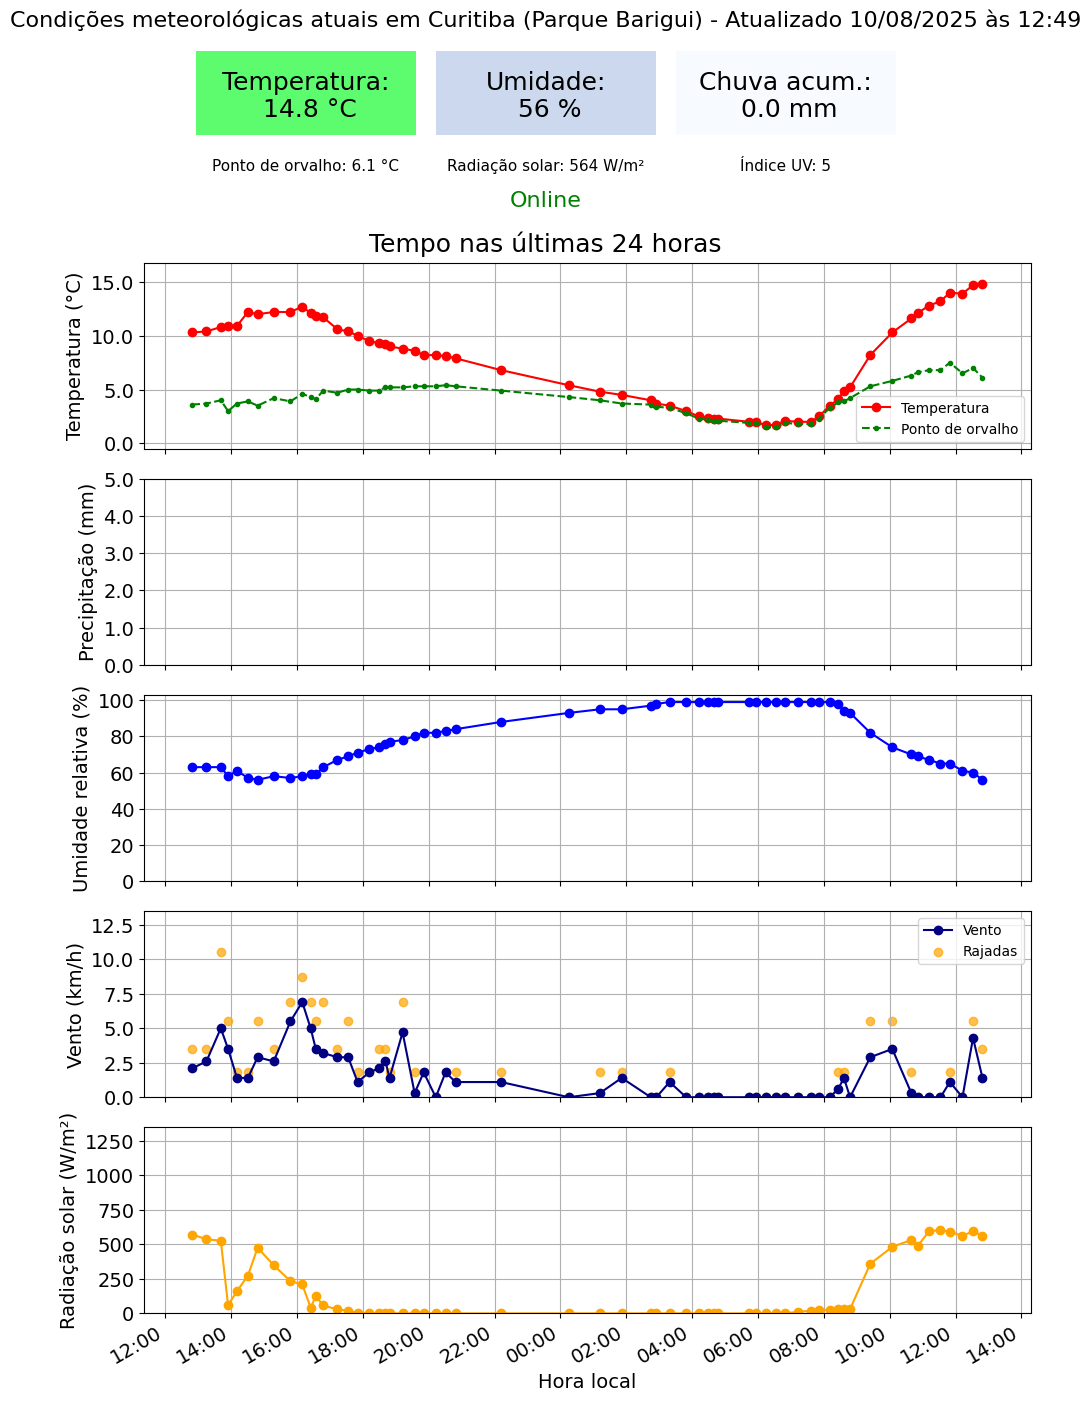 Condições meteorológicas atuais em Curitiba (Parque Barigui) - Atualizado 10/08/2025 às 12:49
Temperatura:
14.8 °C
Umidade:
56 %
Chuva acum.:
0.0 mm
Ponto de orvalho: 6.1 °C
Radiação solar: 564 W/m²
Índice UV: 5
Online
Tempo nas últimas 24 horas
Temperatura (°C)
15.0
10.0
5.0
0.0
Temperatura
Ponto de orvalho
Precipitação (mm)
5.0
4.0
3.0
2.0
1.0
0.0
Umidade relativa (%)
100
80
60
40
20
0
Vento (km/h)
12.5
10.0
7.5
5.0
2.5
0.0
Vento
Rajadas
Radiação solar (W/m²)
1250
1000
750
500
250
0
12:00
14:00
16:00
18:00
20:00
22:00
00:00
02:00
04:00
06:00
08:00
10:00
12:00
14:00
Hora local